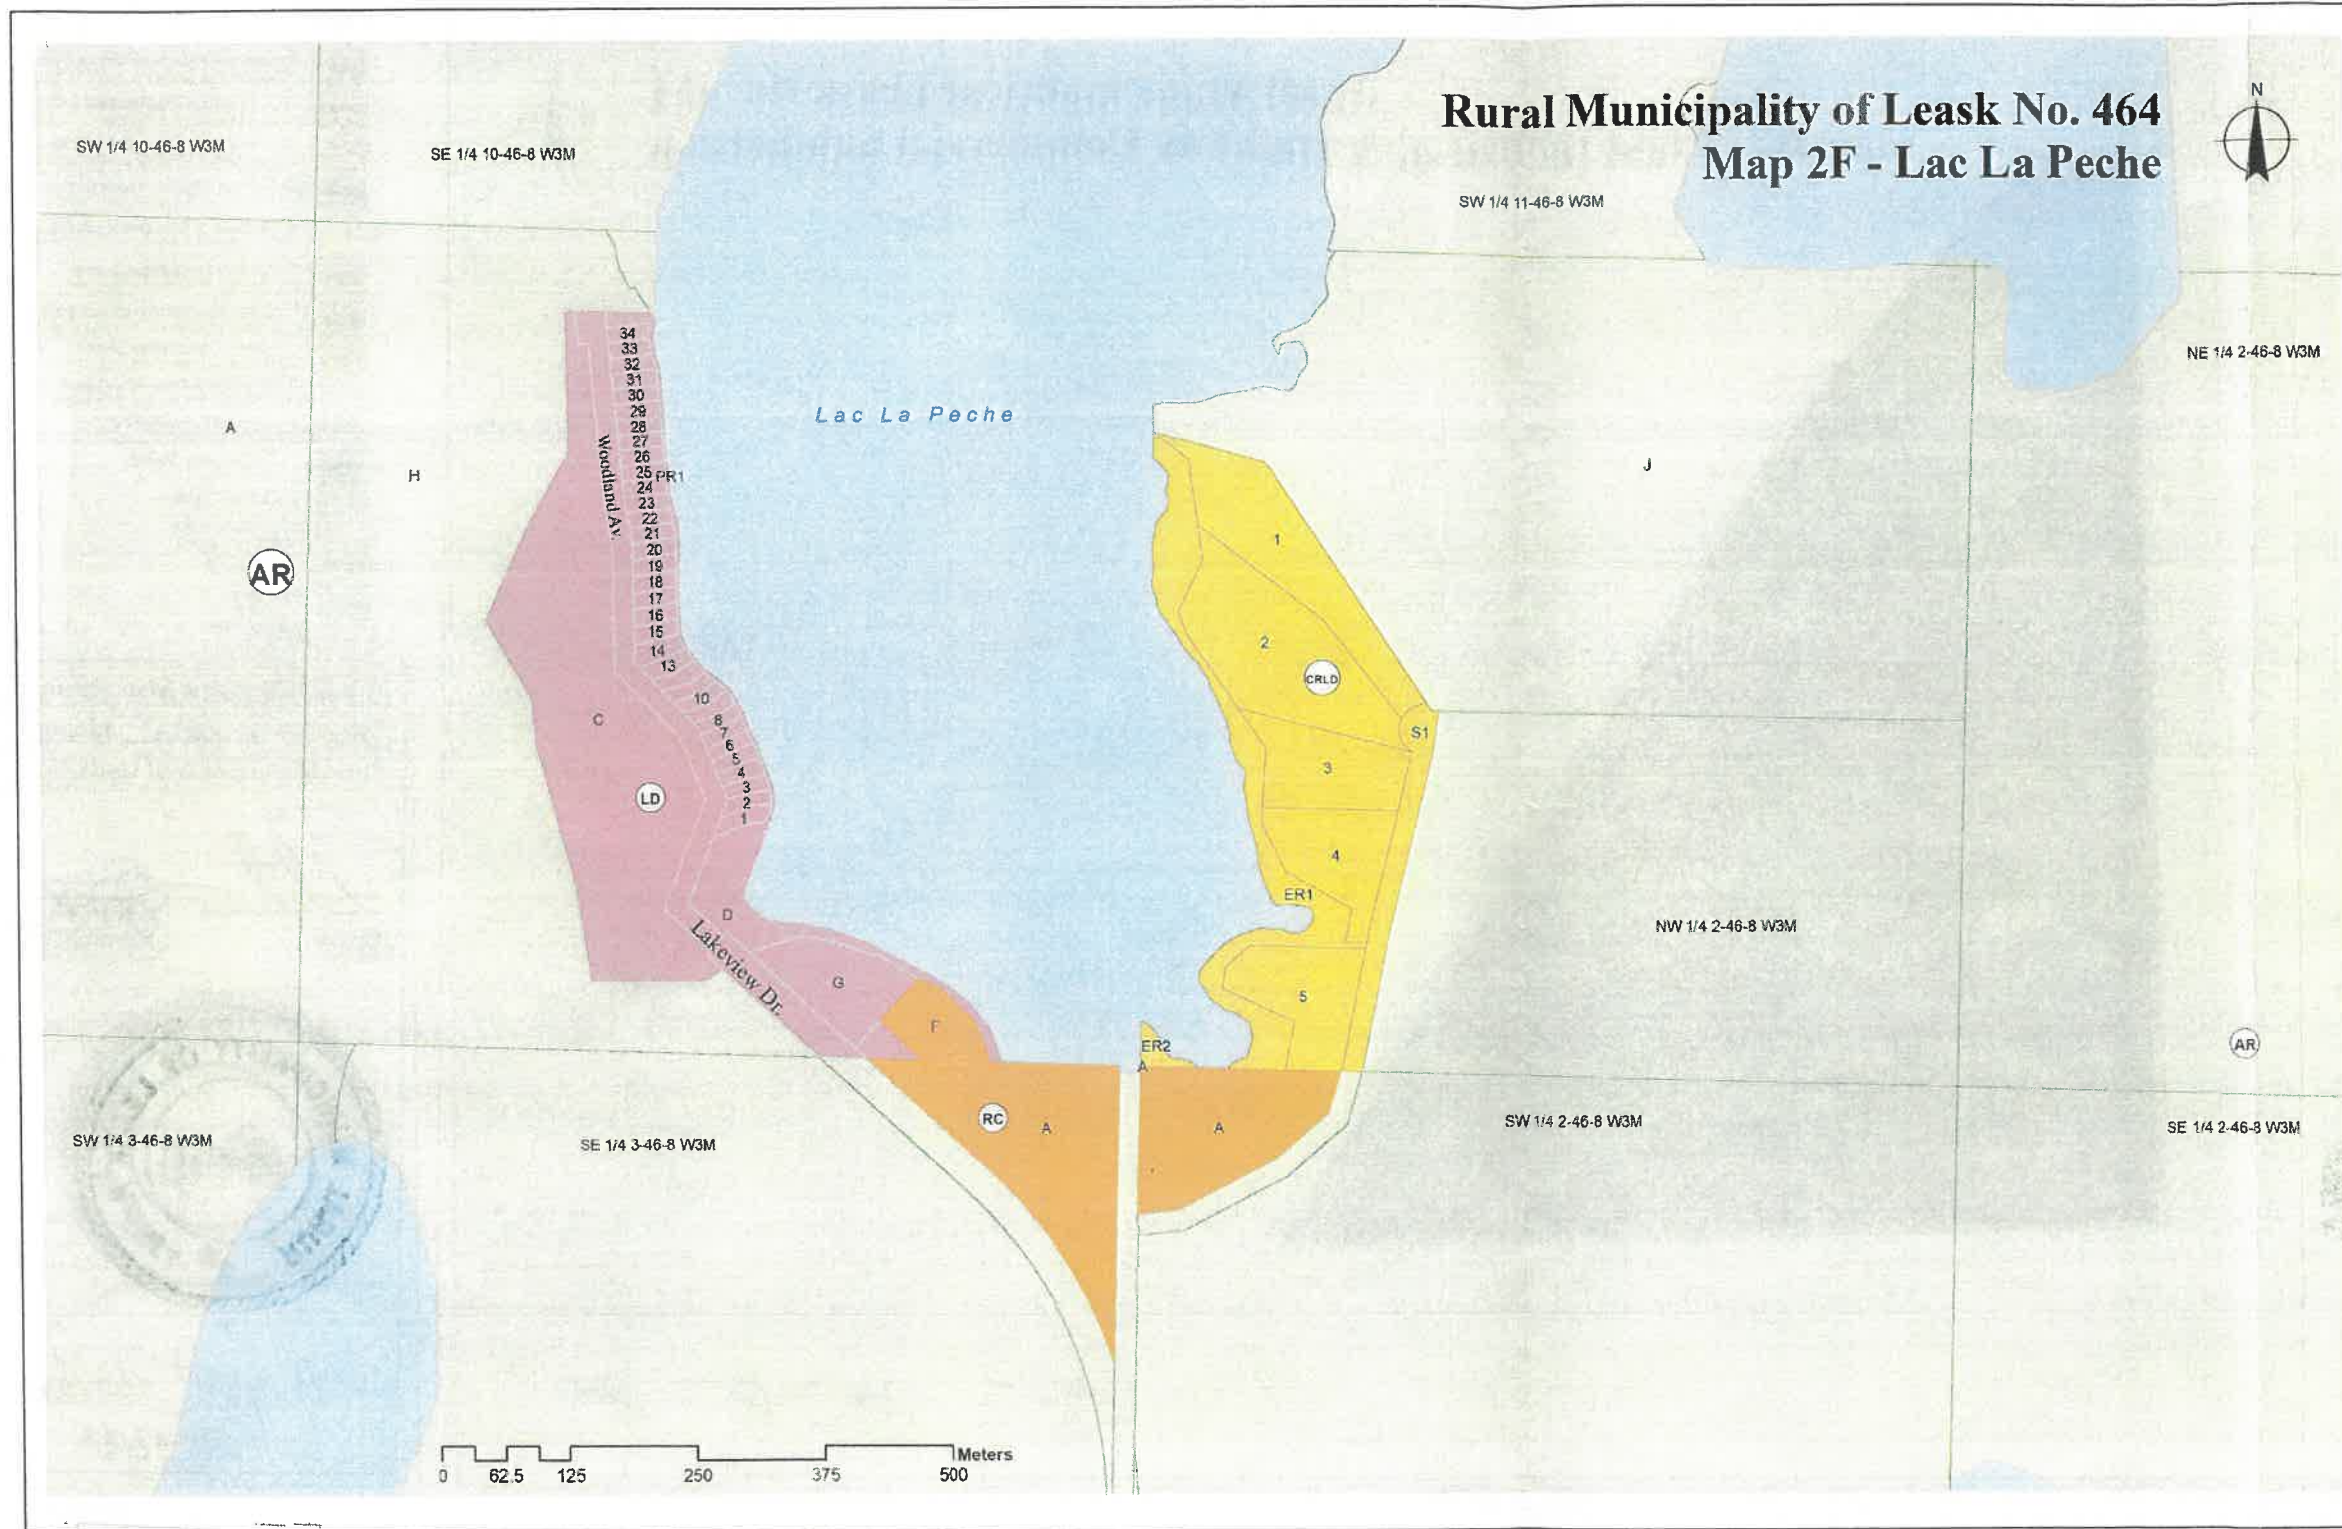 Rural Municipality of Leask No. 464
Map 2F - Lac La Peche
N
SW 1/4 10-46-8 W3M
SE 1/4 10-46-8 W3M
SW 1/4 11-46-8 W3M
NE 1/4 2-46-8 W3M
34
33
32
31
30
29
28
27
26
25
24
23
22
21
20
19
18
17
16
15
14
13
10
8
7
6
5
4
3
2
1
Woodland Av.
PR1
Lac La Peche
A
H
J
AR
C
LD
D
Lakeview Dr.
G
F
1
2
CRLD
S1
3
4
ER1
5
ER2
A
NW 1/4 2-46-8 W3M
AR
RC
A
A
SW 1/4 3-46-8 W3M
SE 1/4 3-46-8 W3M
SW 1/4 2-46-8 W3M
SE 1/4 2-46-8 W3M
Meters
0 62.5 125 250 375 500